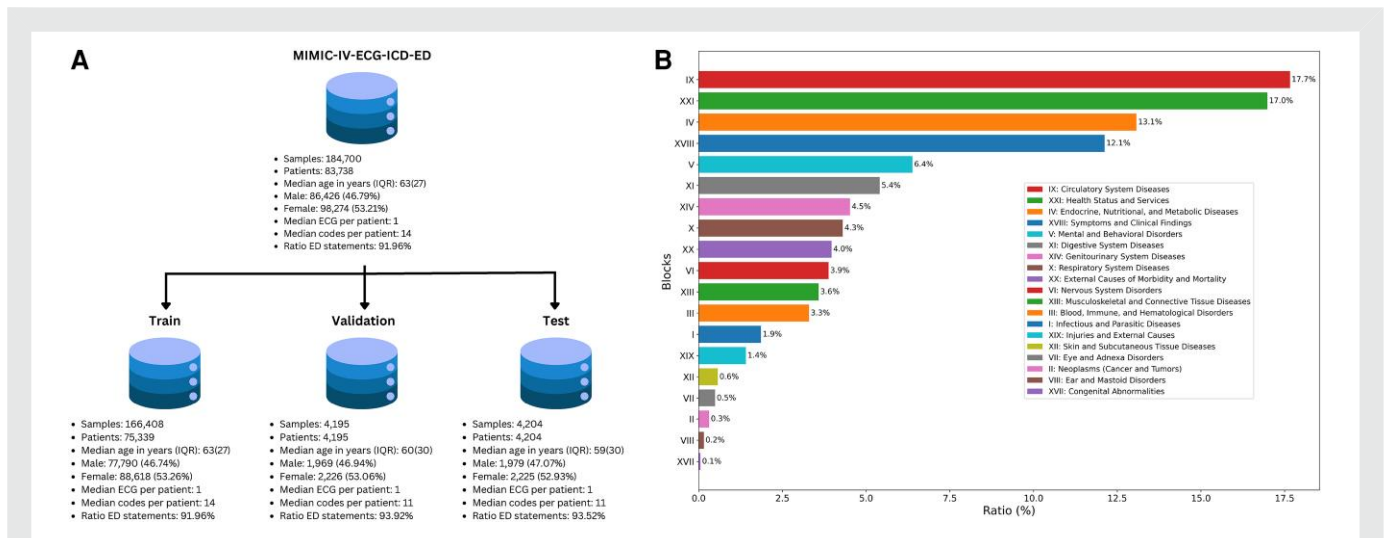 A
MIMIC-IV-ECG-ICD-ED
• Samples: 184,700
• Patients: 83,738
• Median age in years (IQR): 63(27)
• Male: 86,426 (46.79%)
• Female: 98,274 (53.21%)
• Median ECG per patient: 1
• Median codes per patient: 14
• Ratio ED statements: 91.96%
Train
• Samples: 166,408
• Patients: 75,339
• Median age in years (IQR): 63(27)
• Male: 77,790 (46.74%)
• Female: 88,618 (53.26%)
• Median ECG per patient: 1
• Median codes per patient: 14
• Ratio ED statements: 91.96%
Validation
• Samples: 4,195
• Patients: 4,195
• Median age in years (IQR): 60(30)
• Male: 1,969 (46.94%)
• Female: 2,226 (53.06%)
• Median ECG per patient: 1
• Median codes per patient: 11
• Ratio ED statements: 93.92%
Test
• Samples: 4,204
• Patients: 4,204
• Median age in years (IQR): 59(30)
• Male: 1,979 (47.07%)
• Female: 2,225 (52.93%)
• Median ECG per patient: 1
• Median codes per patient: 11
• Ratio ED statements: 93.52%
B
Blocks
IX 17.7%
XXI 17.0%
IV 13.1%
XVIII 12.1%
V 6.4%
XI 5.4%
XIV 4.5%
X 4.3%
XX 4.0%
VI 3.9%
XIII 3.6%
III 3.3%
I 1.9%
XIX 1.4%
XII 0.6%
VII 0.5%
II 0.3%
VIII 0.2%
XVII 0.1%
IX: Circulatory System Diseases
XXI: Health Status and Services
IV: Endocrine, Nutritional, and Metabolic Diseases
XVIII: Symptoms and Clinical Findings
V: Mental and Behavioral Disorders
XI: Digestive System Diseases
XIV: Genitourinary System Diseases
X: Respiratory System Diseases
XX: External Causes of Morbidity and Mortality
VI: Nervous System Disorders
XIII: Musculoskeletal and Connective Tissue Diseases
III: Blood, Immune, and Hematological Disorders
I: Infectious and Parasitic Diseases
XIX: Injuries and External Causes
XII: Skin and Subcutaneous Tissue Diseases
VII: Eye and Adnexa Disorders
II: Neoplasms (Cancer and Tumors)
VIII: Ear and Mastoid Disorders
XVII: Congenital Abnormalities
0.0 2.5 5.0 7.5 10.0 12.5 15.0 17.5
Ratio (%)